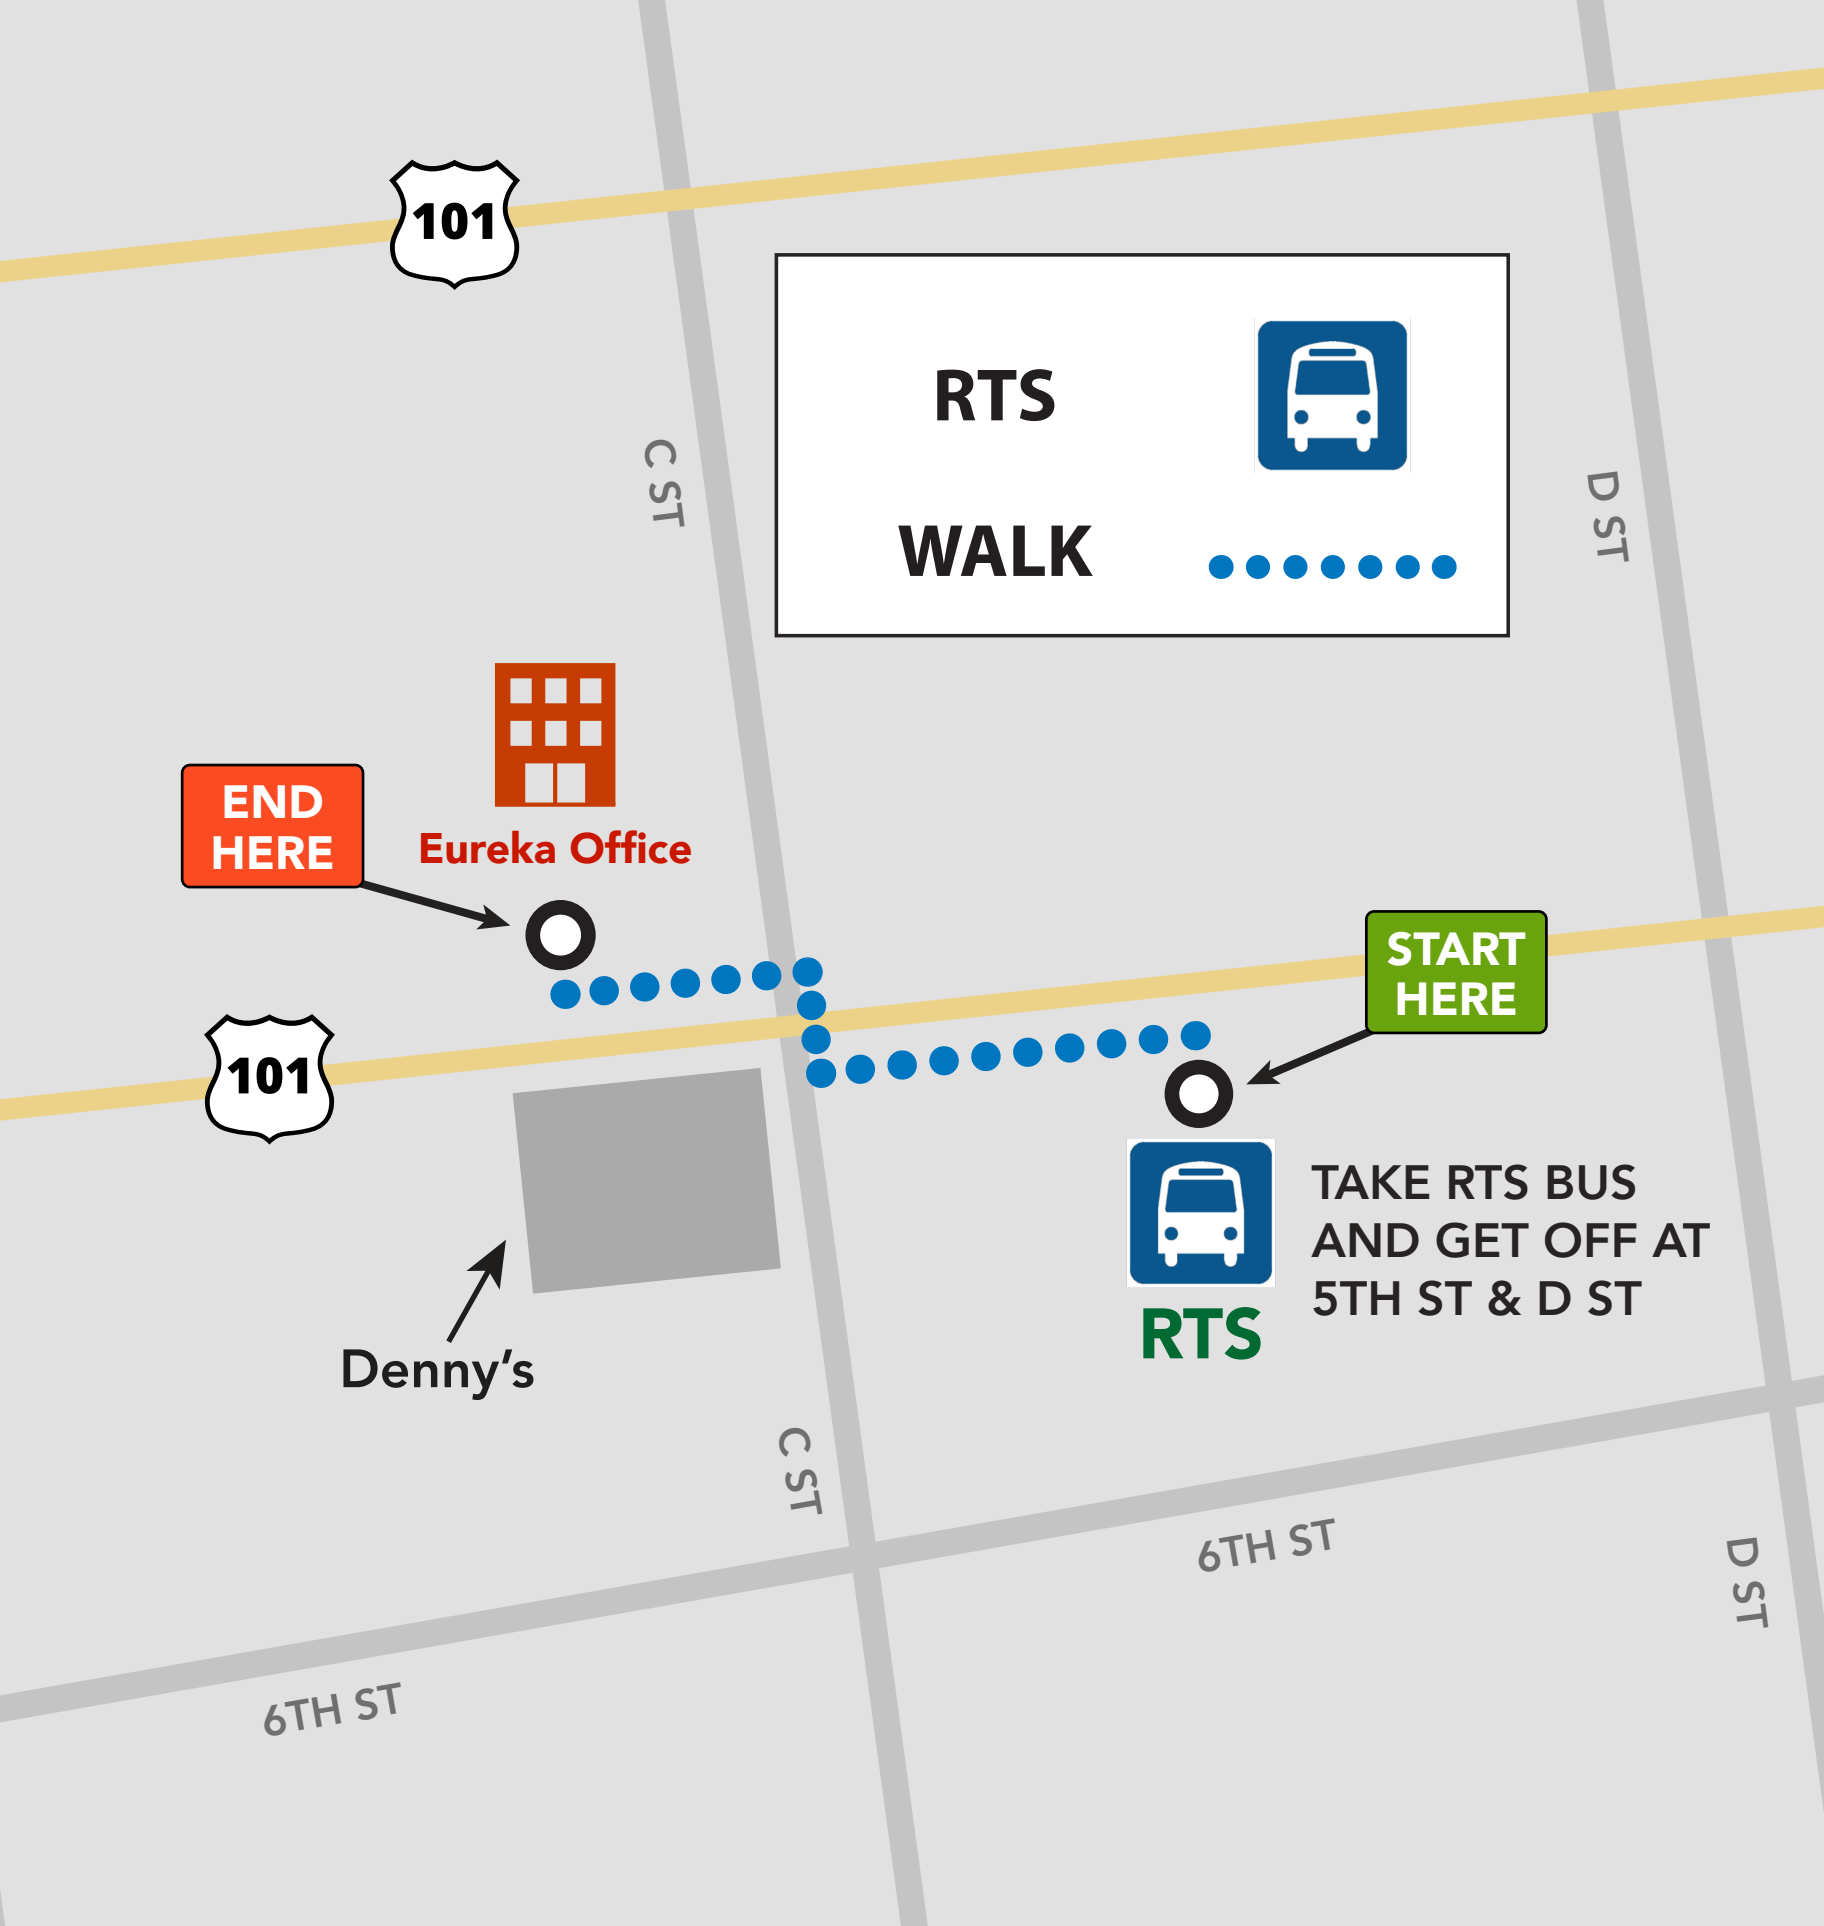 101
RTS
WALK
C ST
D ST
END
HERE
Eureka Office
START
HERE
101
TAKE RTS BUS
AND GET OFF AT
5TH ST & D ST
RTS
Denny‘s
C ST
6TH ST
D ST
6TH ST